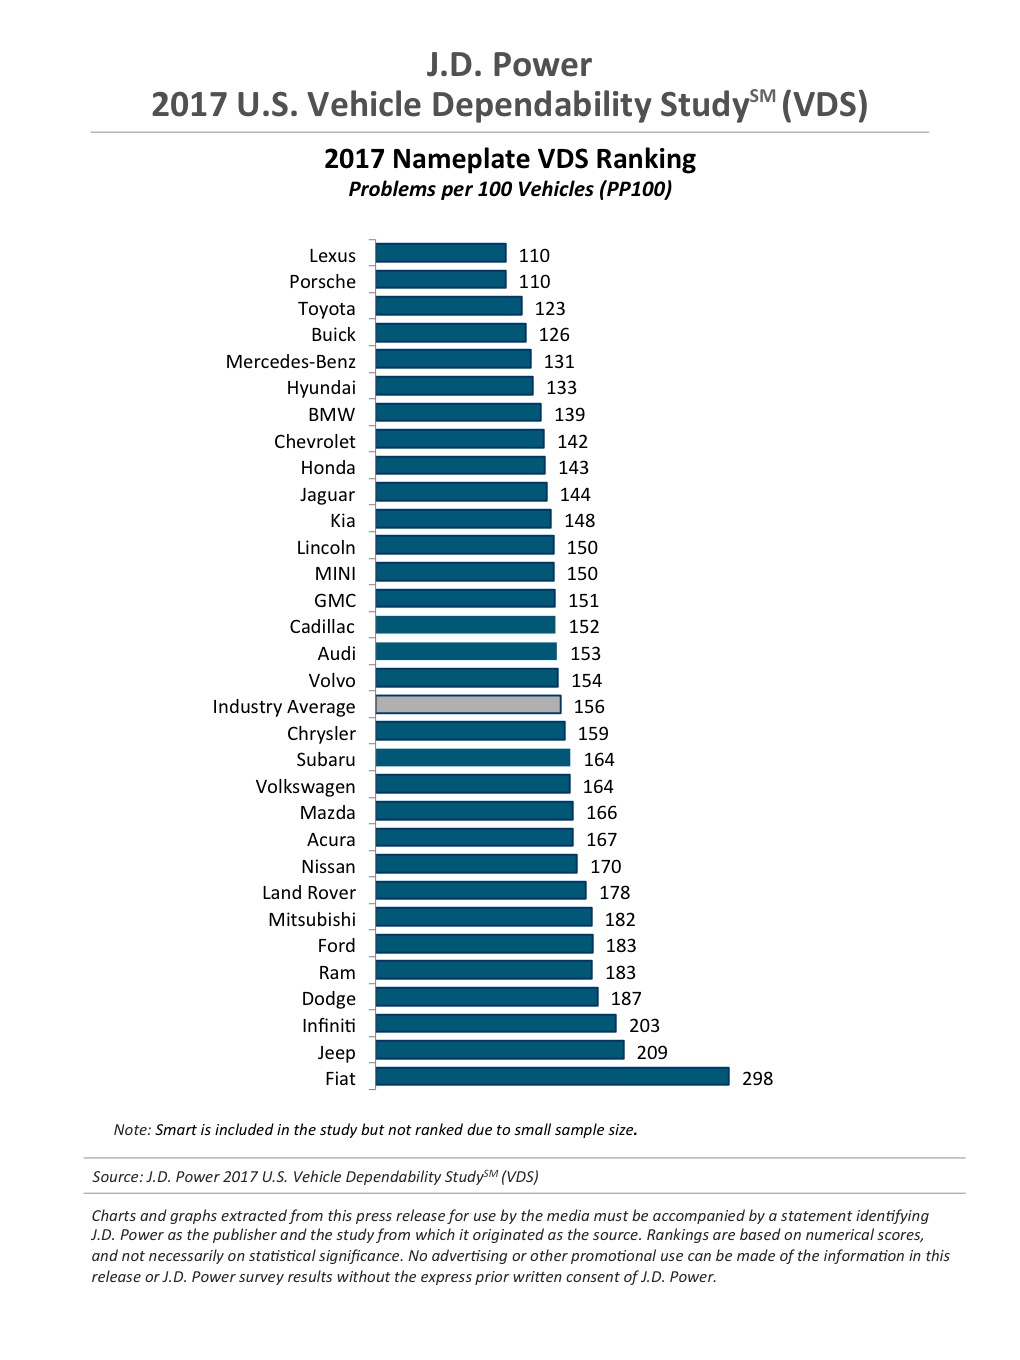 J.D. Power
2017 U.S. Vehicle Dependability StudySM (VDS)
2017 Nameplate VDS Ranking
Problems per 100 Vehicles (PP100)
Lexus 110
Porsche 110
Toyota 123
Buick 126
Mercedes-Benz 131
Hyundai 133
BMW 139
Chevrolet 142
Honda 143
Jaguar 144
Kia 148
Lincoln 150
MINI 150
GMC 151
Cadillac 152
Audi 153
Volvo 154
Industry Average 156
Chrysler 159
Subaru 164
Volkswagen 164
Mazda 166
Acura 167
Nissan 170
Land Rover 178
Mitsubishi 182
Ford 183
Ram 183
Dodge 187
Infiniti 203
Jeep 209
Fiat 298
Note: Smart is included in the study but not ranked due to small sample size.
Source: J.D. Power 2017 U.S. Vehicle Dependability StudySM (VDS)
Charts and graphs extracted from this press release for use by the media must be accompanied by a statement identifying
J.D. Power as the publisher and the study from which it originated as the source. Rankings are based on numerical scores,
and not necessarily on statistical significance. No advertising or other promotional use can be made of the information in this
release or J.D. Power survey results without the express prior written consent of J.D. Power.